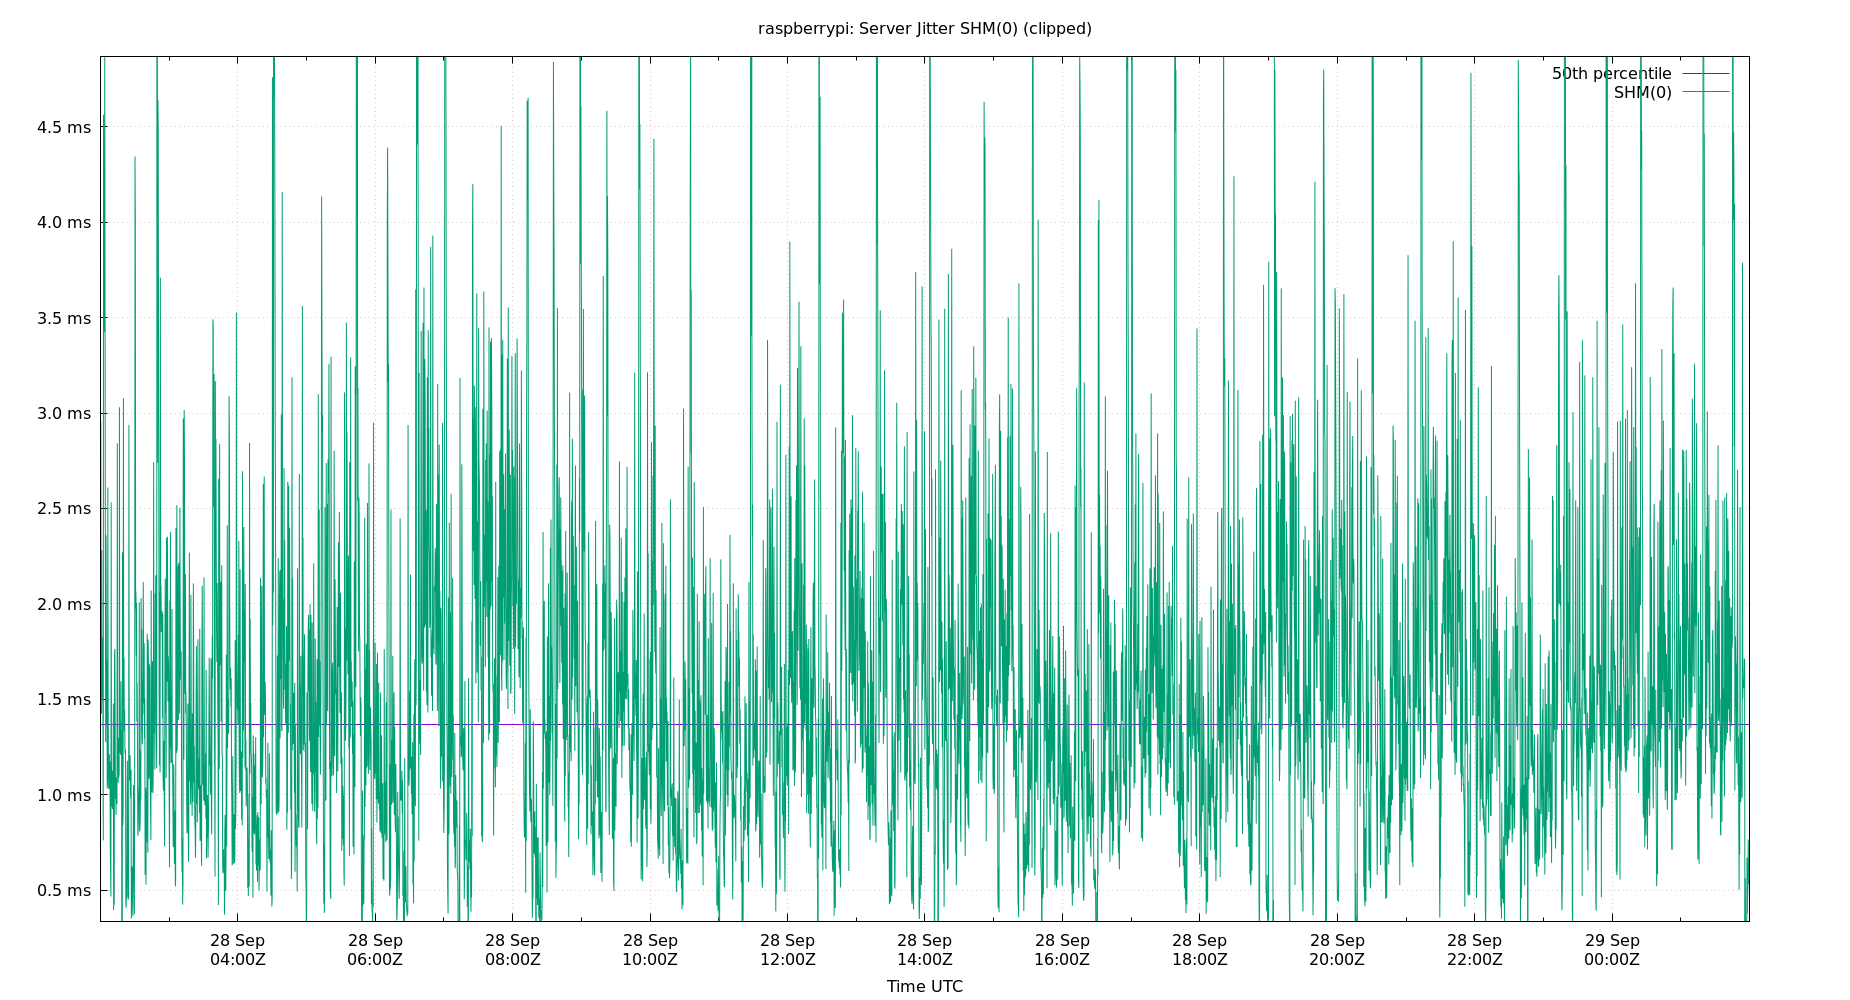 raspberrypi: Server Jitter SHM(0) (clipped)
50th percentile
SHM(0)
4.5 ms
4.0 ms
3.5 ms
3.0 ms
2.5 ms
2.0 ms
1.5 ms
1.0 ms
0.5 ms
28 Sep 28 Sep 28 Sep 28 Sep 28 Sep 28 Sep 28 Sep 28 Sep 28 Sep 28 Sep 29 Sep
04:00Z 06:00Z 08:00Z 10:00Z 12:00Z 14:00Z 16:00Z 18:00Z 20:00Z 22:00Z 00:00Z
Time UTC